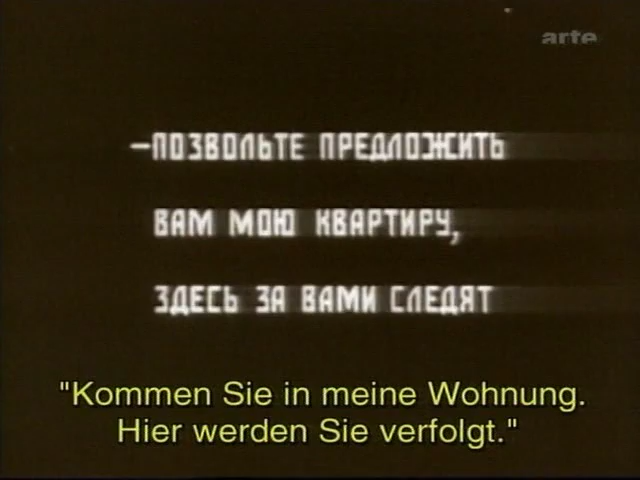 arte
–ПОЗВОЛЬТЕ ПРЕДЛОЖИТЬ
ВАМ МОЮ КВАРТИРУ,
ЗДЕСЬ ЗА ВАМИ СЛЕДЯТ
"Kommen Sie in meine Wohnung.
Hier werden Sie verfolgt."